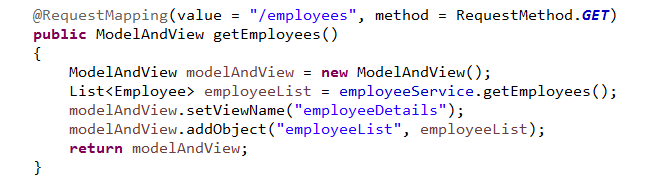 @RequestMapping(value = "/employees", method = RequestMethod.GET)
public ModelAndView getEmployees()
{
    ModelAndView modelAndView = new ModelAndView();
    List<Employee> employeeList = employeeService.getEmployees();
    modelAndView.setViewName("employeeDetails");
    modelAndView.addObject("employeeList", employeeList);
    return modelAndView;
}